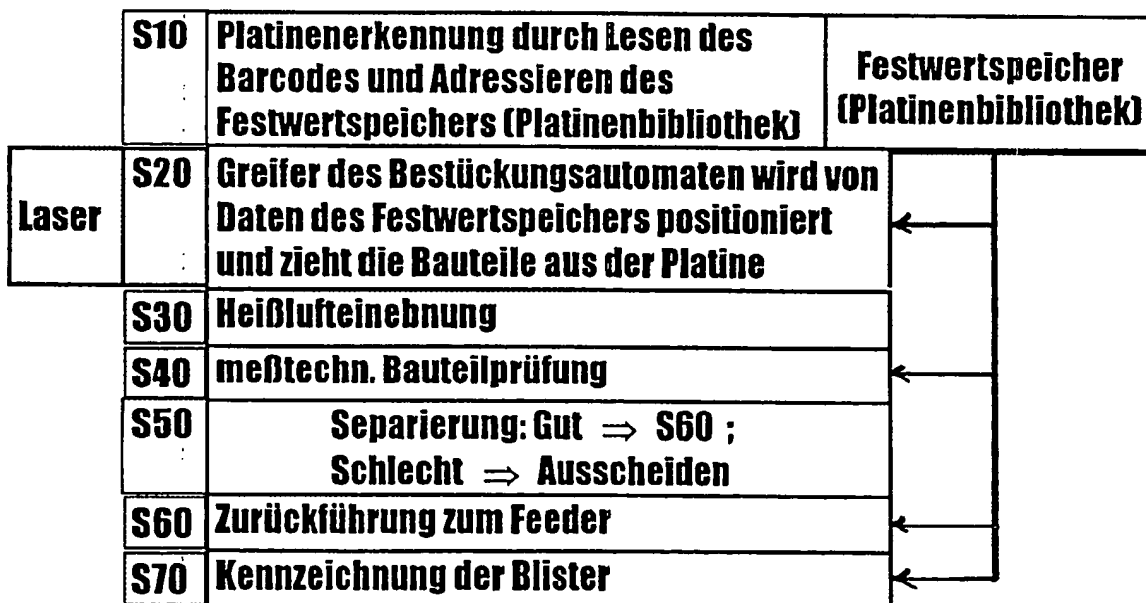 S10 Platinenerkennung durch Lesen des
Barcodes und Adressieren des
Festwertspeichers (Platinenbibliothek)
Festwertspeicher
(Platinenbibliothek)
Laser
S20 Greifer des Bestückungsautomaten wird von
Daten des Festwertspeichers positioniert
und zieht die Bauteile aus der Platine
S30 Heißlufteinebnung
S40 meßtechn. Bauteilprüfung
S50 Separierung: Gut ⇒ S60 ;
Schlecht ⇒ Ausscheiden
S60 Zurückführung zum Feeder
S70 Kennzeichnung der Blister